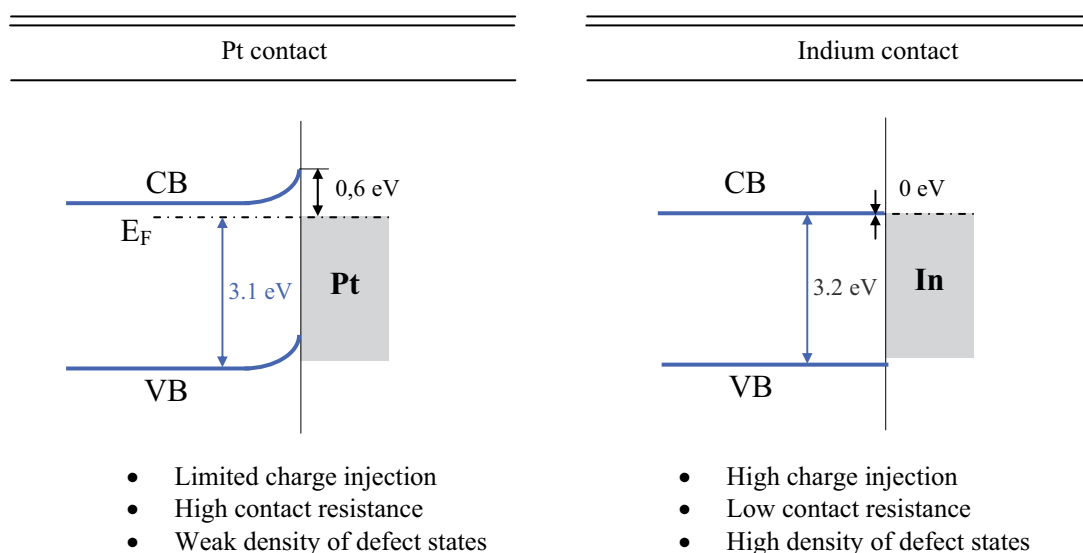 Pt contact
CB
0,6 eV
E_F
3.1 eV
Pt
VB
• Limited charge injection
• High contact resistance
• Weak density of defect states
Indium contact
CB
0 eV
3.2 eV
In
VB
• High charge injection
• Low contact resistance
• High density of defect states